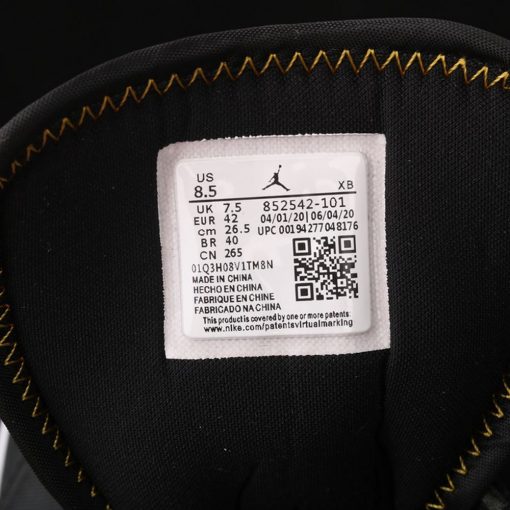 US
8.5 XB
UK 7.5 852542-101
EUR 42 04/01/20 | 06/04/20
cm 26.5 UPC 00194277048176
BR 40
CN 265
01Q3H08V1TM8N
MADE IN CHINA
HECHO EN CHINA
FABRIQUE EN CHINE
FABRICADO NA CHINA
This product is covered by one or more patents:
www.nike.com/patentsvirtualmarking